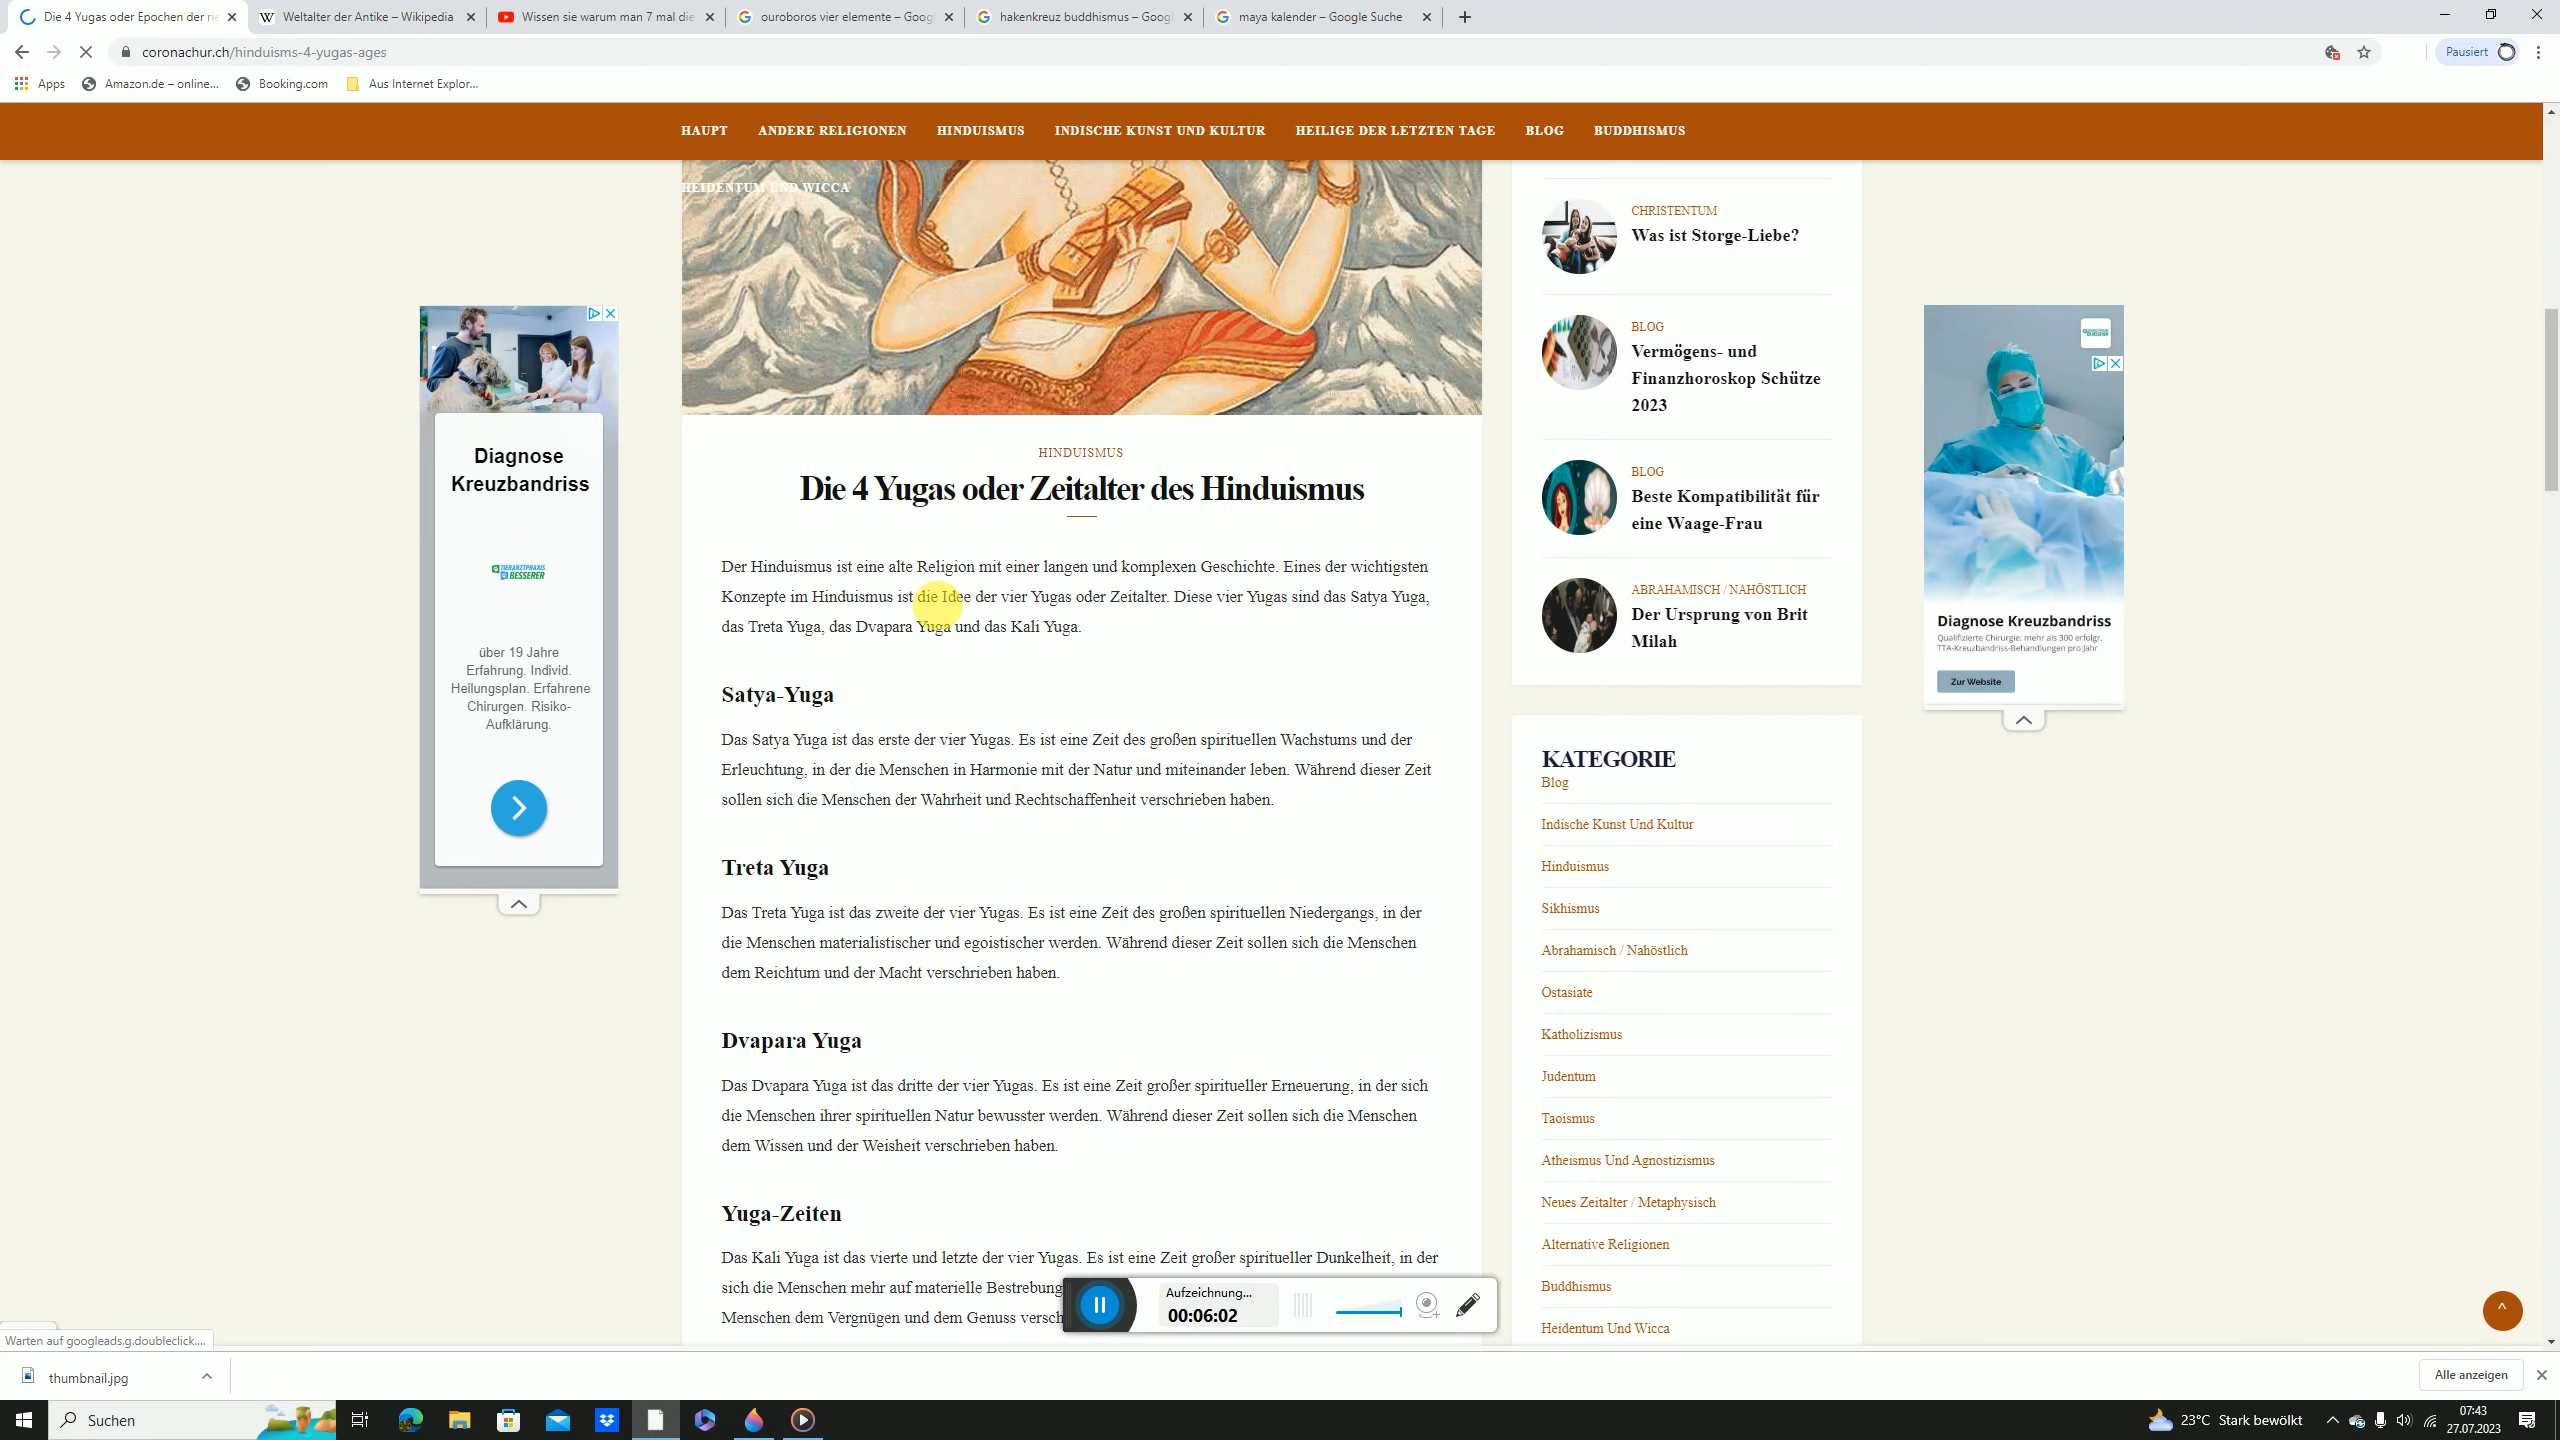 Die 4 Yugas oder Epochen der rie
Weltalter der Antike – Wikipedia
Wissen sie warum man 7 mal die
ouroboros vier elemente – Goog
hakenkreuz buddhismus – Googl
maya kalender – Google Suche
coronachur.ch/hinduisms-4-yugas-ages
Pausiert
Apps
Amazon.de – online...
Booking.com
Aus Internet Explor...
HAUPT
ANDERE RELIGIONEN
HINDUISMUS
INDISCHE KUNST UND KULTUR
HEILIGE DER LETZTEN TAGE
BLOG
BUDDHISMUS
HEIDENTUM UND WICCA
Diagnose
Kreuzbandriss
TIERARZTPRAXIS
BESSERER
über 19 Jahre
Erfahrung. Individ.
Heilungsplan. Erfahrene
Chirurgen. Risiko-
Aufklärung.
HINDUISMUS
Die 4 Yugas oder Zeitalter des Hinduismus
Der Hinduismus ist eine alte Religion mit einer langen und komplexen Geschichte. Eines der wichtigsten
Konzepte im Hinduismus ist die Idee der vier Yugas oder Zeitalter. Diese vier Yugas sind das Satya Yuga,
das Treta Yuga, das Dvapara Yuga und das Kali Yuga.
Satya-Yuga
Das Satya Yuga ist das erste der vier Yugas. Es ist eine Zeit des großen spirituellen Wachstums und der
Erleuchtung, in der die Menschen in Harmonie mit der Natur und miteinander leben. Während dieser Zeit
sollen sich die Menschen der Wahrheit und Rechtschaffenheit verschrieben haben.
Treta Yuga
Das Treta Yuga ist das zweite der vier Yugas. Es ist eine Zeit des großen spirituellen Niedergangs, in der
die Menschen materialistischer und egoistischer werden. Während dieser Zeit sollen sich die Menschen
dem Reichtum und der Macht verschrieben haben.
Dvapara Yuga
Das Dvapara Yuga ist das dritte der vier Yugas. Es ist eine Zeit großer spiritueller Erneuerung, in der sich
die Menschen ihrer spirituellen Natur bewusster werden. Während dieser Zeit sollen sich die Menschen
dem Wissen und der Weisheit verschrieben haben.
Yuga-Zeiten
Das Kali Yuga ist das vierte und letzte der vier Yugas. Es ist eine Zeit großer spiritueller Dunkelheit, in der
sich die Menschen mehr auf materielle Bestrebung
Menschen dem Vergnügen und dem Genuss versch
Aufzeichnung...
00:06:02
CHRISTENTUM
Was ist Storge-Liebe?
BLOG
Vermögens- und
Finanzhoroskop Schütze
2023
BLOG
Beste Kompatibilität für
eine Waage-Frau
ABRAHAMISCH / NAHÖSTLICH
Der Ursprung von Brit
Milah
KATEGORIE
Blog
Indische Kunst Und Kultur
Hinduismus
Sikhismus
Abrahamisch / Nahöstlich
Ostasiate
Katholizismus
Judentum
Taoismus
Atheismus Und Agnostizismus
Neues Zeitalter / Metaphysisch
Alternative Religionen
Buddhismus
Heidentum Und Wicca
Diagnose Kreuzbandriss
Qualifizierte Chirurgie: mehr als 300 erfolgr.
TTA-Kreuzbandriss-Behandlungen pro Jahr
Zur Website
^
Warten auf googleads.g.doubleclick....
thumbnail.jpg
Alle anzeigen
Suchen
23°C Stark bewölkt
07:43
27.07.2023